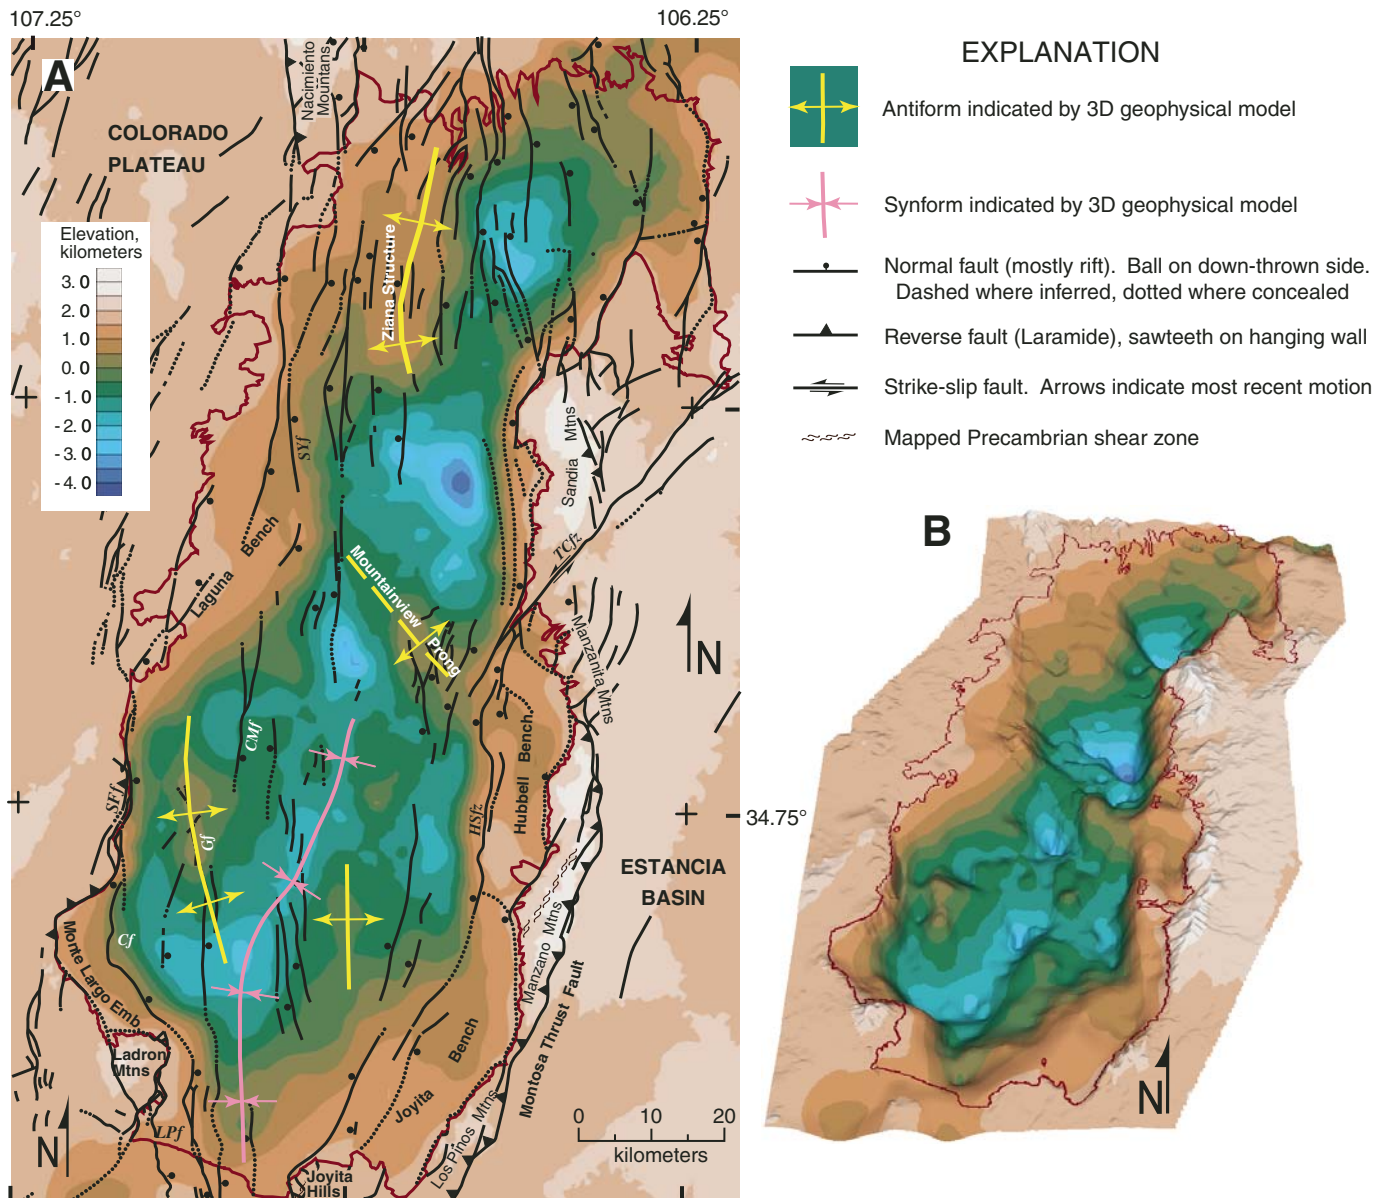 107.25°
106.25°
A
Nacimiento
Mountans
COLORADO
PLATEAU
Elevation,
kilometers
3. 0
2. 0
1. 0
0. 0
- 1. 0
- 2. 0
- 3. 0
- 4. 0
Ziana Structure
SYf
Sandia Mtns
Laguna Bench
TCfz
Mountainview Prong
Manzanita Mtns
N
CMf
SFf
Gf
HSfz
Hubbell Bench
34.75°
ESTANCIA
BASIN
Cf
Monte Largo Emb.
Manzano Mtns
Montosa Thrust Fault
Ladron
Mtns
LPf
Joyita Bench
Los Pinos Mtns
Joyita
Hills
N
0 10 20
kilometers
EXPLANATION
Antiform indicated by 3D geophysical model
Synform indicated by 3D geophysical model
Normal fault (mostly rift). Ball on down-thrown side.
Dashed where inferred, dotted where concealed
Reverse fault (Laramide), sawteeth on hanging wall
Strike-slip fault. Arrows indicate most recent motion
Mapped Precambrian shear zone
B
N